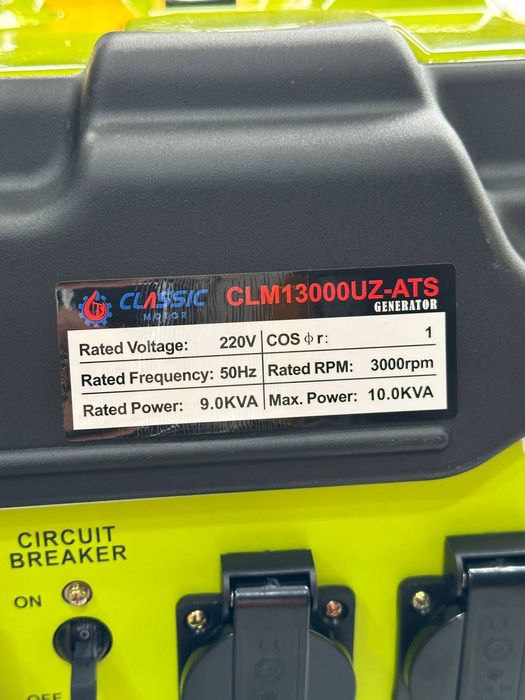 CLASSIC
MOTOR
CLM13000UZ-ATS
GENERATOR
Rated Voltage: 220V COS φ r: 1
Rated Frequency: 50Hz Rated RPM: 3000rpm
Rated Power: 9.0KVA Max. Power: 10.0KVA
CIRCUIT
BREAKER
ON
OFF